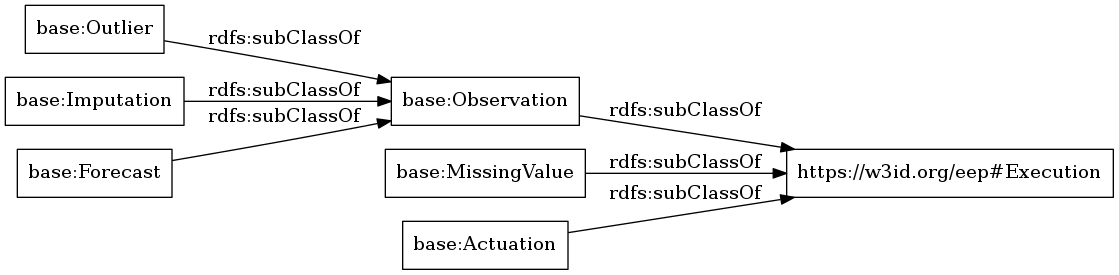 base:Outlier
rdfs:subClassOf
base:Imputation
rdfs:subClassOf
base:Observation
rdfs:subClassOf
rdfs:subClassOf
base:Forecast
base:MissingValue
rdfs:subClassOf
https://w3id.org/eep#Execution
rdfs:subClassOf
base:Actuation